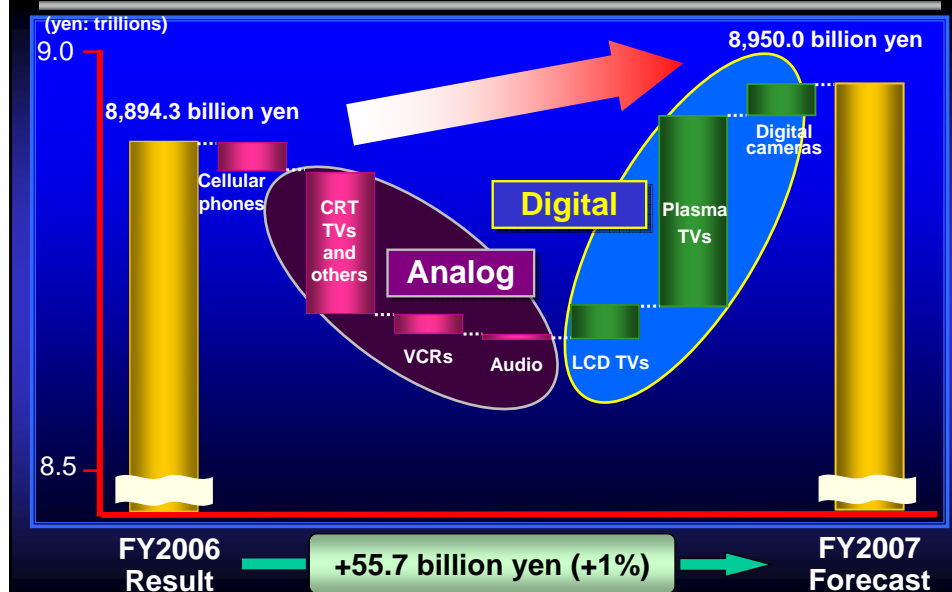 (yen: trillions)
9.0
8,950.0 billion yen
8,894.3 billion yen
Digital
cameras
Cellular
phones
CRT
TVs
and
others
Digital
Plasma
TVs
Analog
VCRs
Audio
LCD TVs
8.5
FY2006
Result
+55.7 billion yen (+1%)
FY2007
Forecast